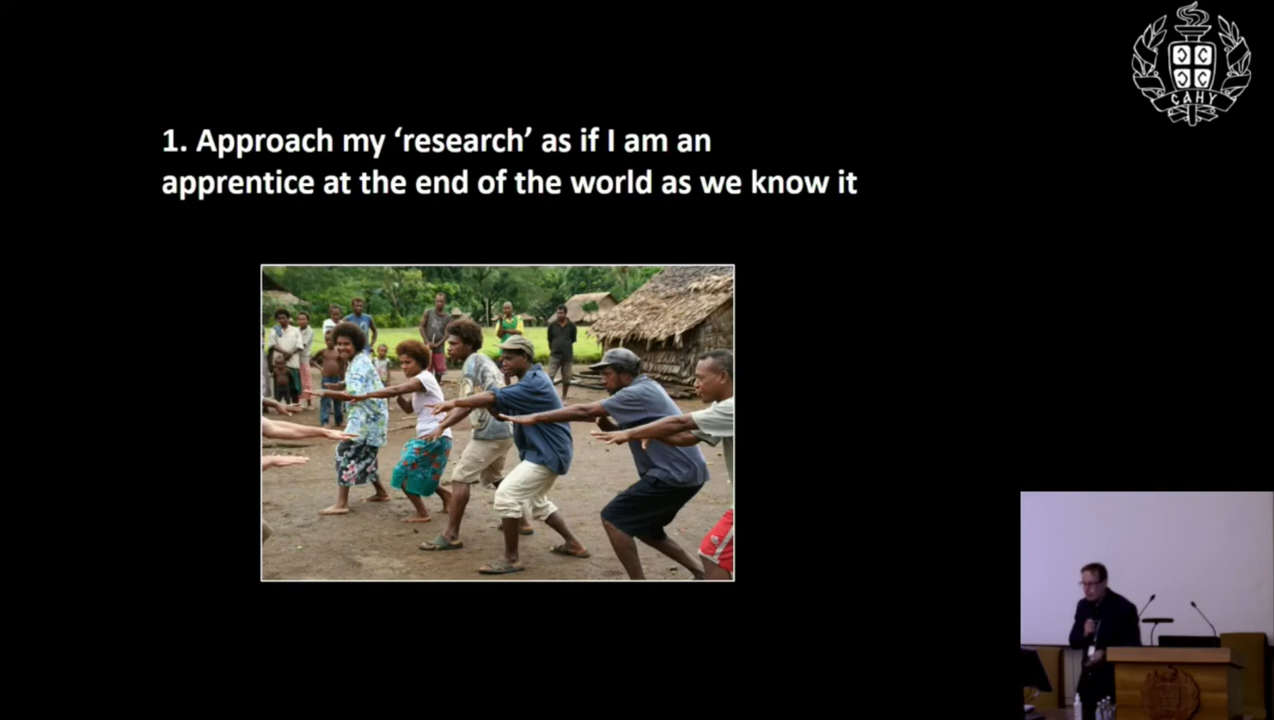 1. Approach my ‘research’ as if I am an
apprentice at the end of the world as we know it
САНУ